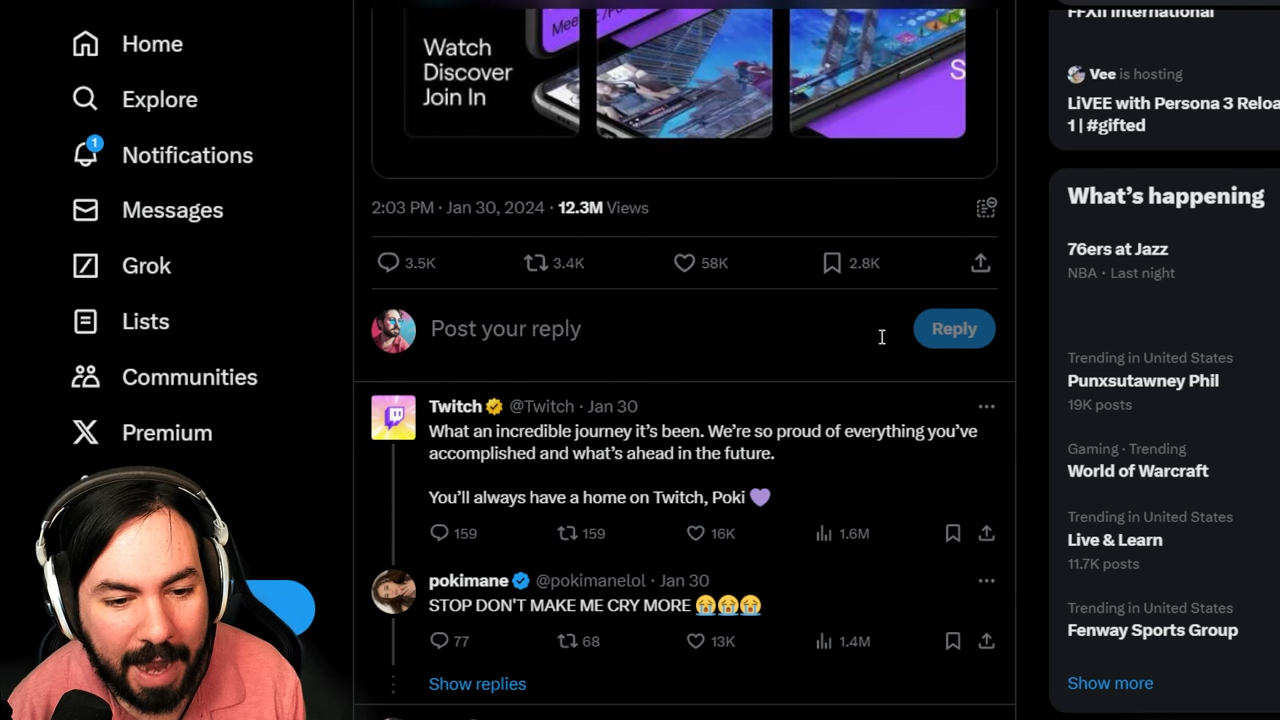 Home
Explore
1
Notifications
Messages
Grok
Lists
Communities
Premium
Watch
Discover
Join In
S
2:03 PM · Jan 30, 2024 · 12.3M Views
3.5K
3.4K
58K
2.8K
Post your reply
Reply
Twitch @Twitch · Jan 30
What an incredible journey it’s been. We’re so proud of everything you’ve
accomplished and what’s ahead in the future.
You’ll always have a home on Twitch, Poki 💜
159
159
16K
1.6M
pokimane @pokimanelol · Jan 30
STOP DON'T MAKE ME CRY MORE 😭😭😭
77
68
13K
1.4M
Show replies
FFXII International
Vee is hosting
LiVEE with Persona 3 Reloa
1 | #gifted
What’s happening
76ers at Jazz
NBA · Last night
Trending in United States
Punxsutawney Phil
19K posts
Gaming · Trending
World of Warcraft
Trending in United States
Live & Learn
11.7K posts
Trending in United States
Fenway Sports Group
Show more